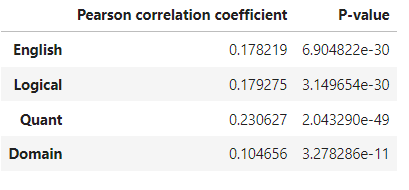 Pearson correlation coefficient P-value
English 0.178219 6.904822e-30
Logical 0.179275 3.149654e-30
Quant 0.230627 2.043290e-49
Domain 0.104656 3.278286e-11